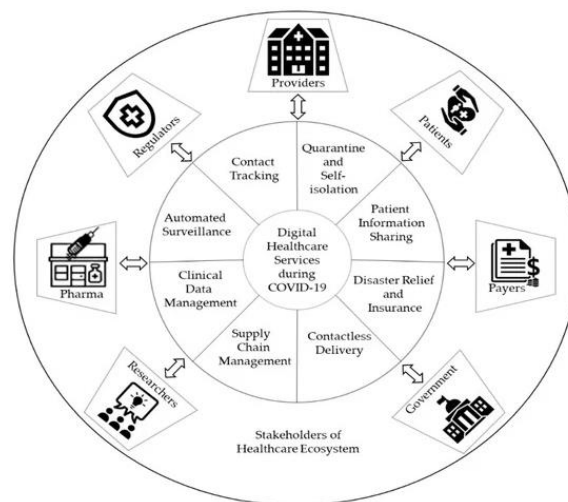 Providers
Regulators
Patients
Contact
Tracking
Quarantine
and
Self-
isolation
Automated
Surveillance
Patient
Information
Sharing
Digital
Healthcare
Services
during
COVID-19
Pharma
Payers
$
Clinical
Data
Management
Disaster Relief
and
Insurance
Supply
Chain
Management
Contactless
Delivery
Researchers
Government
Stakeholders of
Healthcare Ecosystem